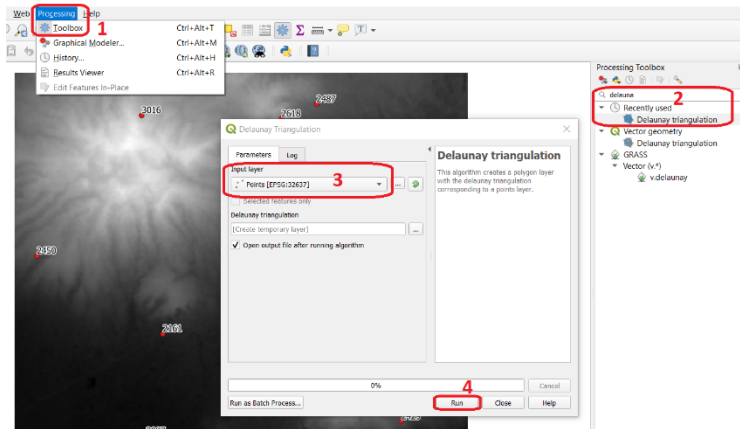 Web Processing Help
Toolbox Ctrl+Alt+T
1
Graphical Modeler... Ctrl+Alt+M
History... Ctrl+Alt+H
Results Viewer Ctrl+Alt+R
Edit Features In-Place
3016
2487
2618
2450
2161
Delaunay Triangulation
Parameters Log
Input layer
Points [EPSG:32637]
3
Selected features only
Delaunay triangulation
[Create temporary layer]
Open output file after running algorithm
Delaunay triangulation
This algorithm creates a polygon layer
with the delaunay triangulation
corresponding to a points layer.
0%
Cancel
4
Run as Batch Process...
Run Close Help
Processing Toolbox
delauna
2
Recently used
Delaunay triangulation
Vector geometry
Delaunay triangulation
GRASS
Vector (v.*)
v.delaunay